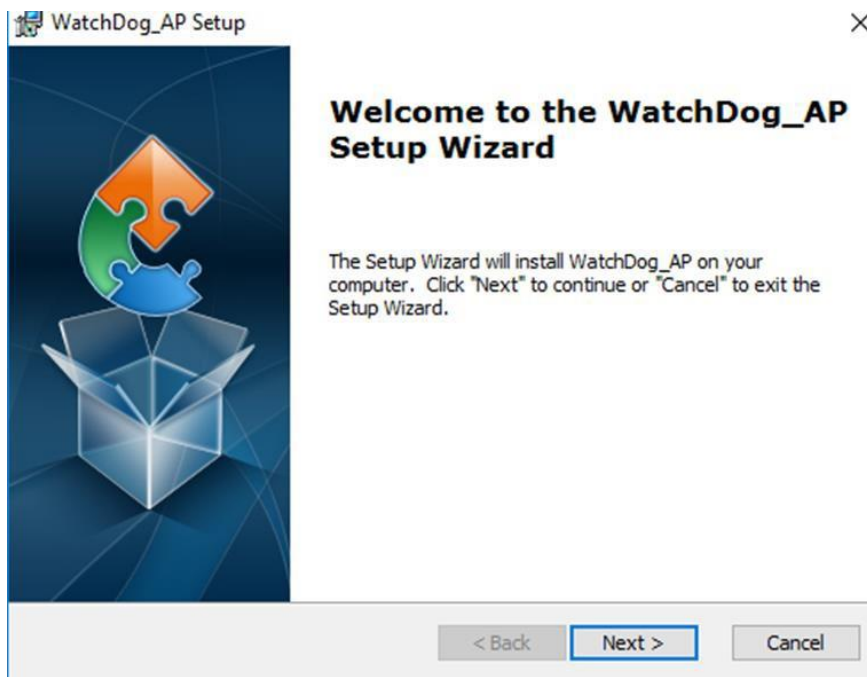 WatchDog_AP Setup
Welcome to the WatchDog_AP
Setup Wizard
The Setup Wizard will install WatchDog_AP on your
computer. Click "Next" to continue or "Cancel" to exit the
Setup Wizard.
< Back Next > Cancel